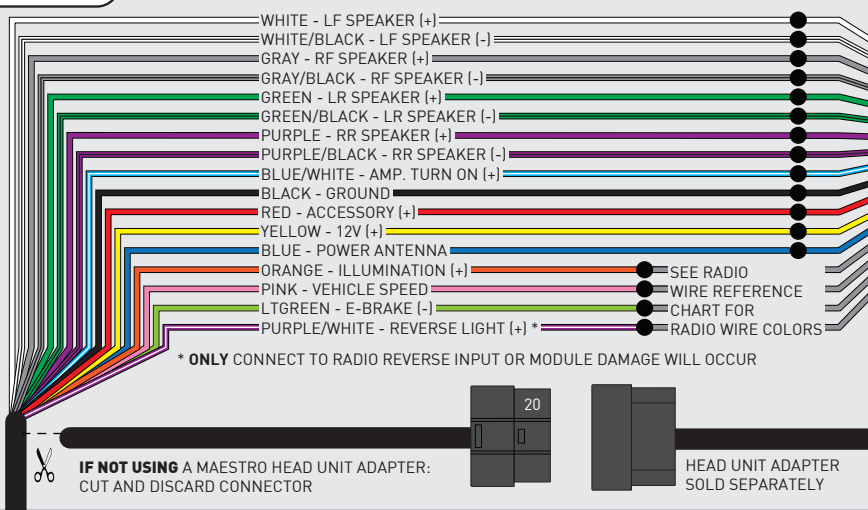 WHITE - LF SPEAKER (+)
WHITE/BLACK - LF SPEAKER (-)
GRAY - RF SPEAKER (+)
GRAY/BLACK - RF SPEAKER (-)
GREEN - LR SPEAKER (+)
GREEN/BLACK - LR SPEAKER (-)
PURPLE - RR SPEAKER (+)
PURPLE/BLACK - RR SPEAKER (-)
BLUE/WHITE - AMP. TURN ON (+)
BLACK - GROUND
RED - ACCESSORY (+)
YELLOW - 12V (+)
BLUE - POWER ANTENNA
ORANGE - ILLUMINATION (+)
PINK - VEHICLE SPEED
LTGREEN - E-BRAKE (-)
PURPLE/WHITE - REVERSE LIGHT (+) *
SEE RADIO
WIRE REFERENCE
CHART FOR
RADIO WIRE COLORS
* ONLY CONNECT TO RADIO REVERSE INPUT OR MODULE DAMAGE WILL OCCUR
20
IF NOT USING A MAESTRO HEAD UNIT ADAPTER:
CUT AND DISCARD CONNECTOR
HEAD UNIT ADAPTER
SOLD SEPARATELY